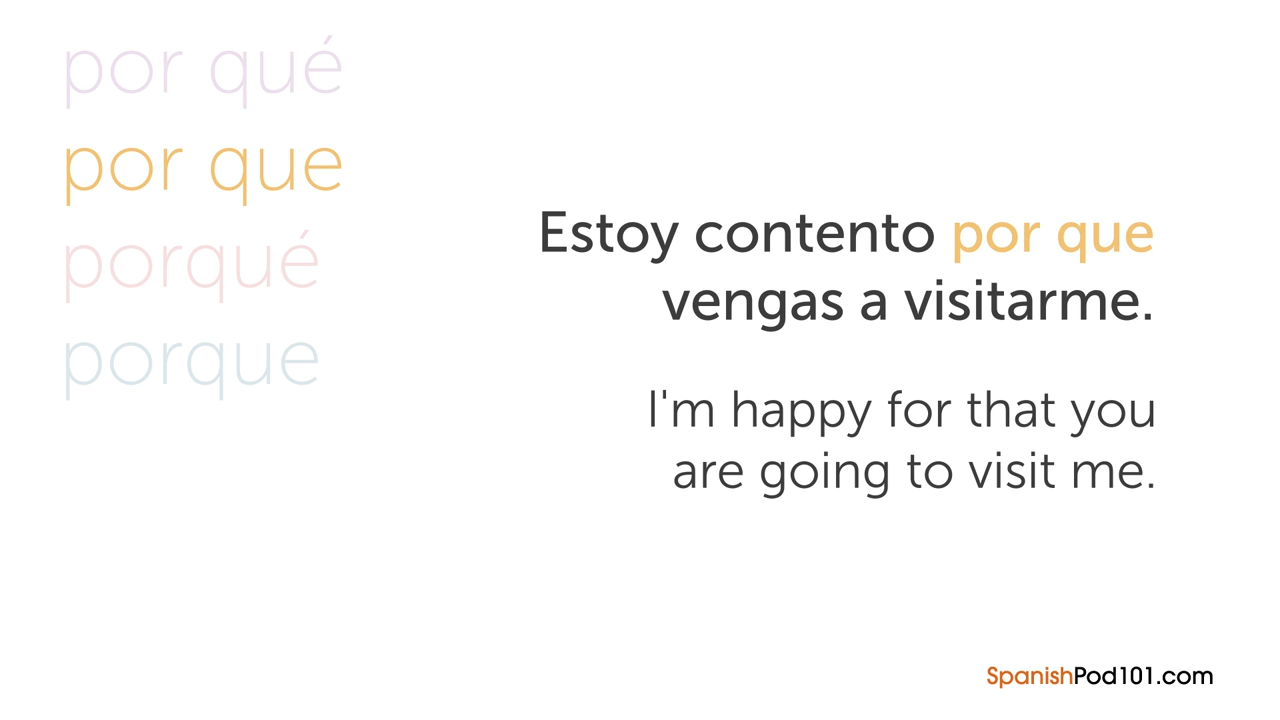 por qué
por que
porqué
porque
Estoy contento por que
vengas a visitarme.
I'm happy for that you
are going to visit me.
SpanishPod101.com